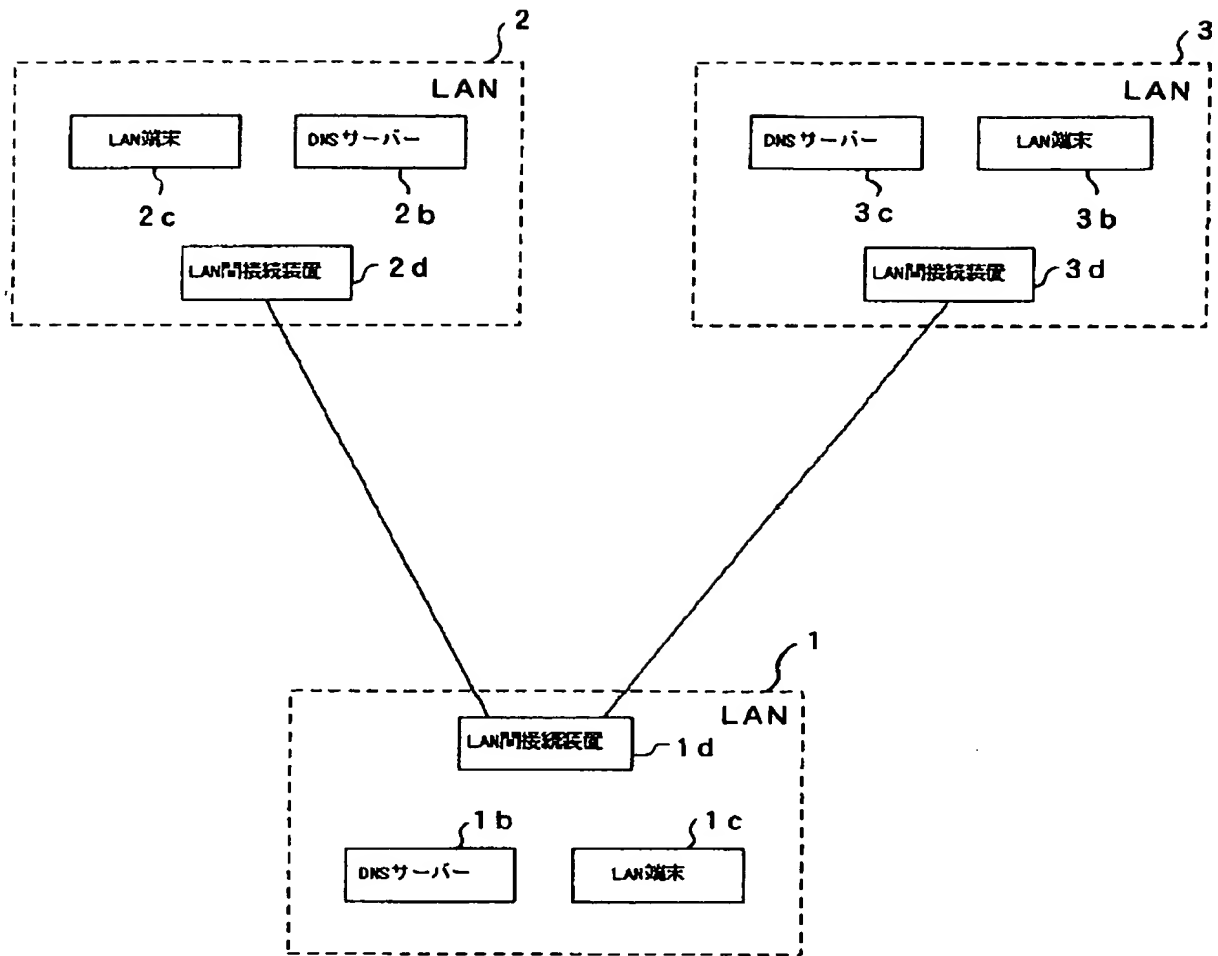 2
LAN
LAN端末
DNSサーバー
2c
2b
LAN間接続装置
2d
3
LAN
DNSサーバー
LAN端末
3c
3b
LAN間接続装置
3d
1
LAN
LAN間接続装置
1d
1b
1c
DNSサーバー
LAN端末